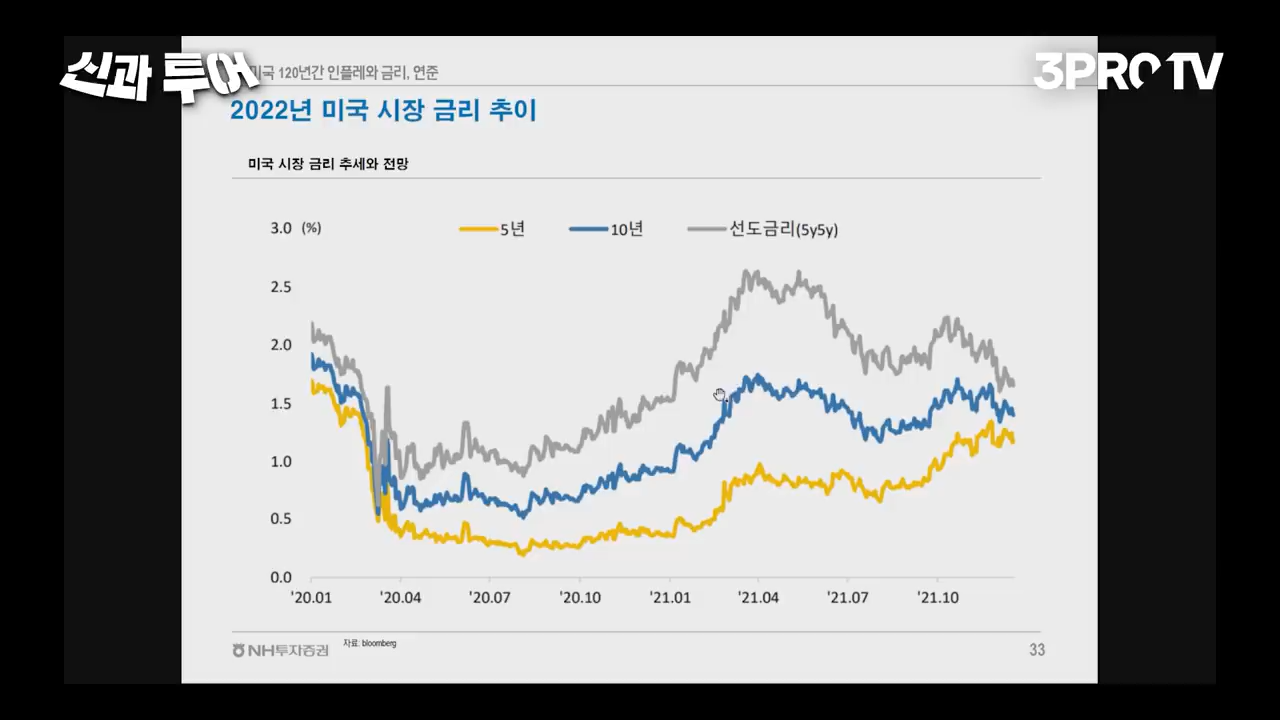 신과 투어
3PROTV
미국 120년간 인플레와 금리, 연준
2022년 미국 시장 금리 추이
미국 시장 금리 추세와 전망
3.0 (%)
5년
10년
선도금리(5y5y)
2.5
2.0
1.5
1.0
0.5
0.0
'20.01 '20.04 '20.07 '20.10 '21.01 '21.04 '21.07 '21.10
NH투자증권
자료: bloomberg
33